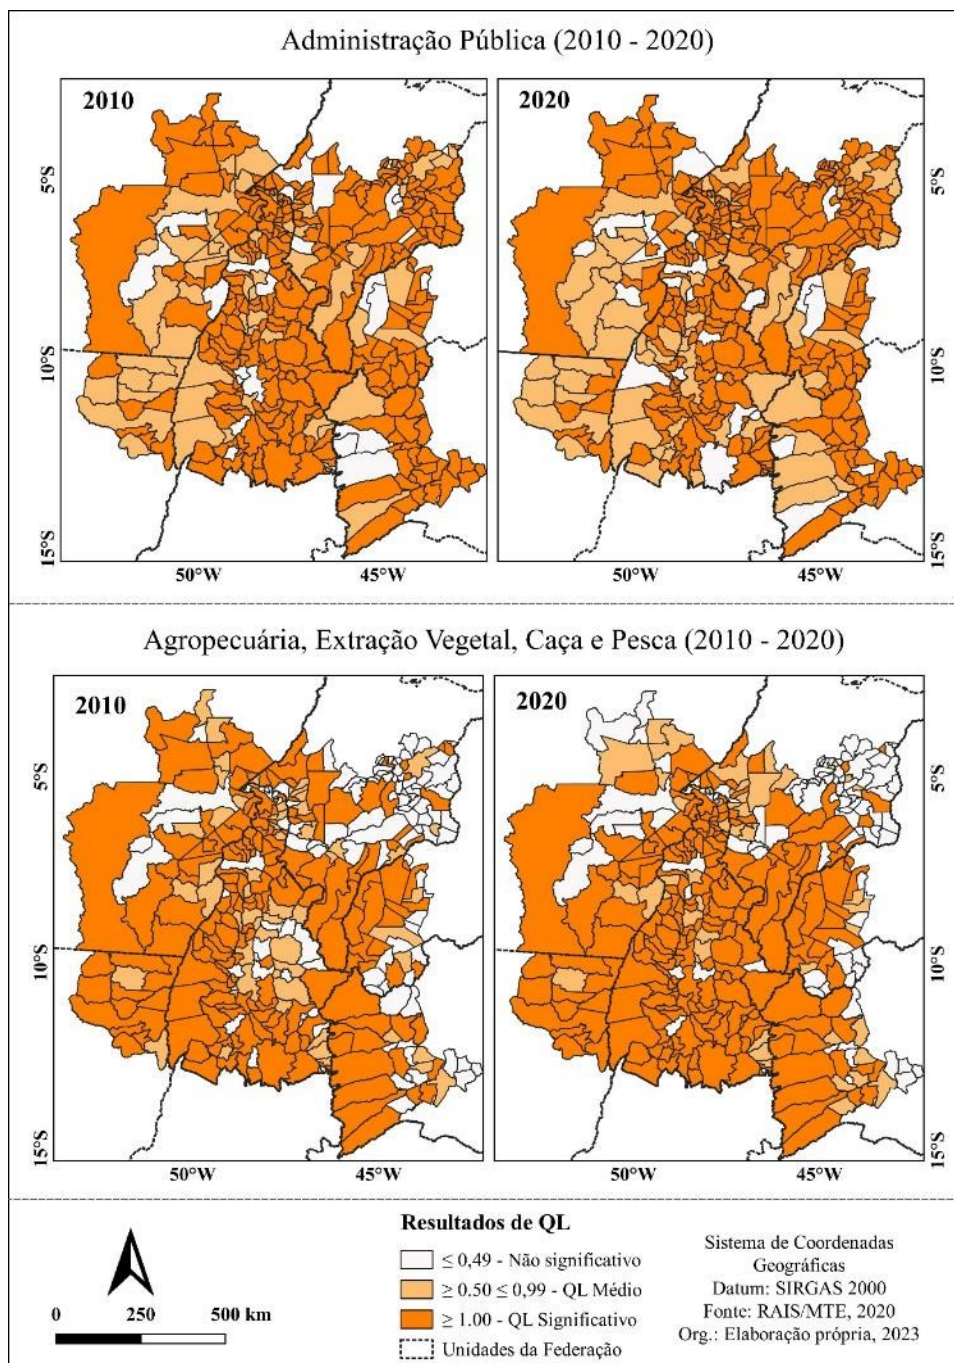 Administração Pública (2010 - 2020)
2010
2020
5°S
10°S
15°S
5°S
10°S
15°S
50°W
45°W
50°W
45°W
Agropecuária, Extração Vegetal, Caça e Pesca (2010 - 2020)
2010
2020
5°S
10°S
15°S
5°S
10°S
15°S
50°W
45°W
50°W
45°W
0 250 500 km
Resultados de QL
≤ 0,49 - Não significativo
≥ 0.50 ≤ 0,99 - QL Médio
≥ 1.00 - QL Significativo
Unidades da Federação
Sistema de Coordenadas
Geográficas
Datum: SIRGAS 2000
Fonte: RAIS/MTE, 2020
Org.: Elaboração própria, 2023